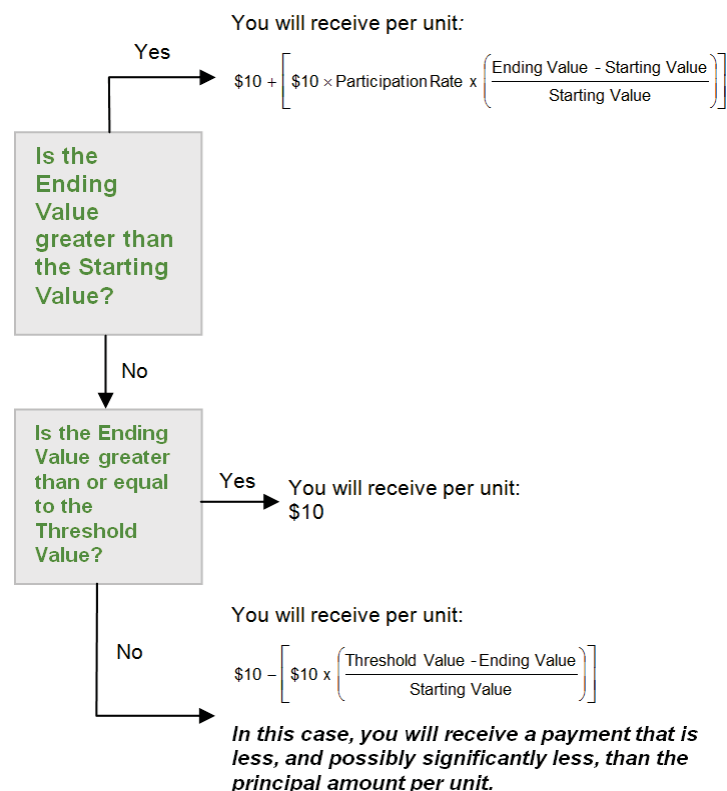 You will receive per unit:
Yes
$10 + [ $10 × Participation Rate x ( Ending Value - Starting Value / Starting Value ) ]
Is the
Ending
Value
greater than
the Starting
Value?
No
Is the Ending
Value greater
than or equal
to the
Threshold
Value?
Yes
You will receive per unit:
$10
No
You will receive per unit:
$10 − [ $10 x ( Threshold Value - Ending Value / Starting Value ) ]
In this case, you will receive a payment that is
less, and possibly significantly less, than the
principal amount per unit.